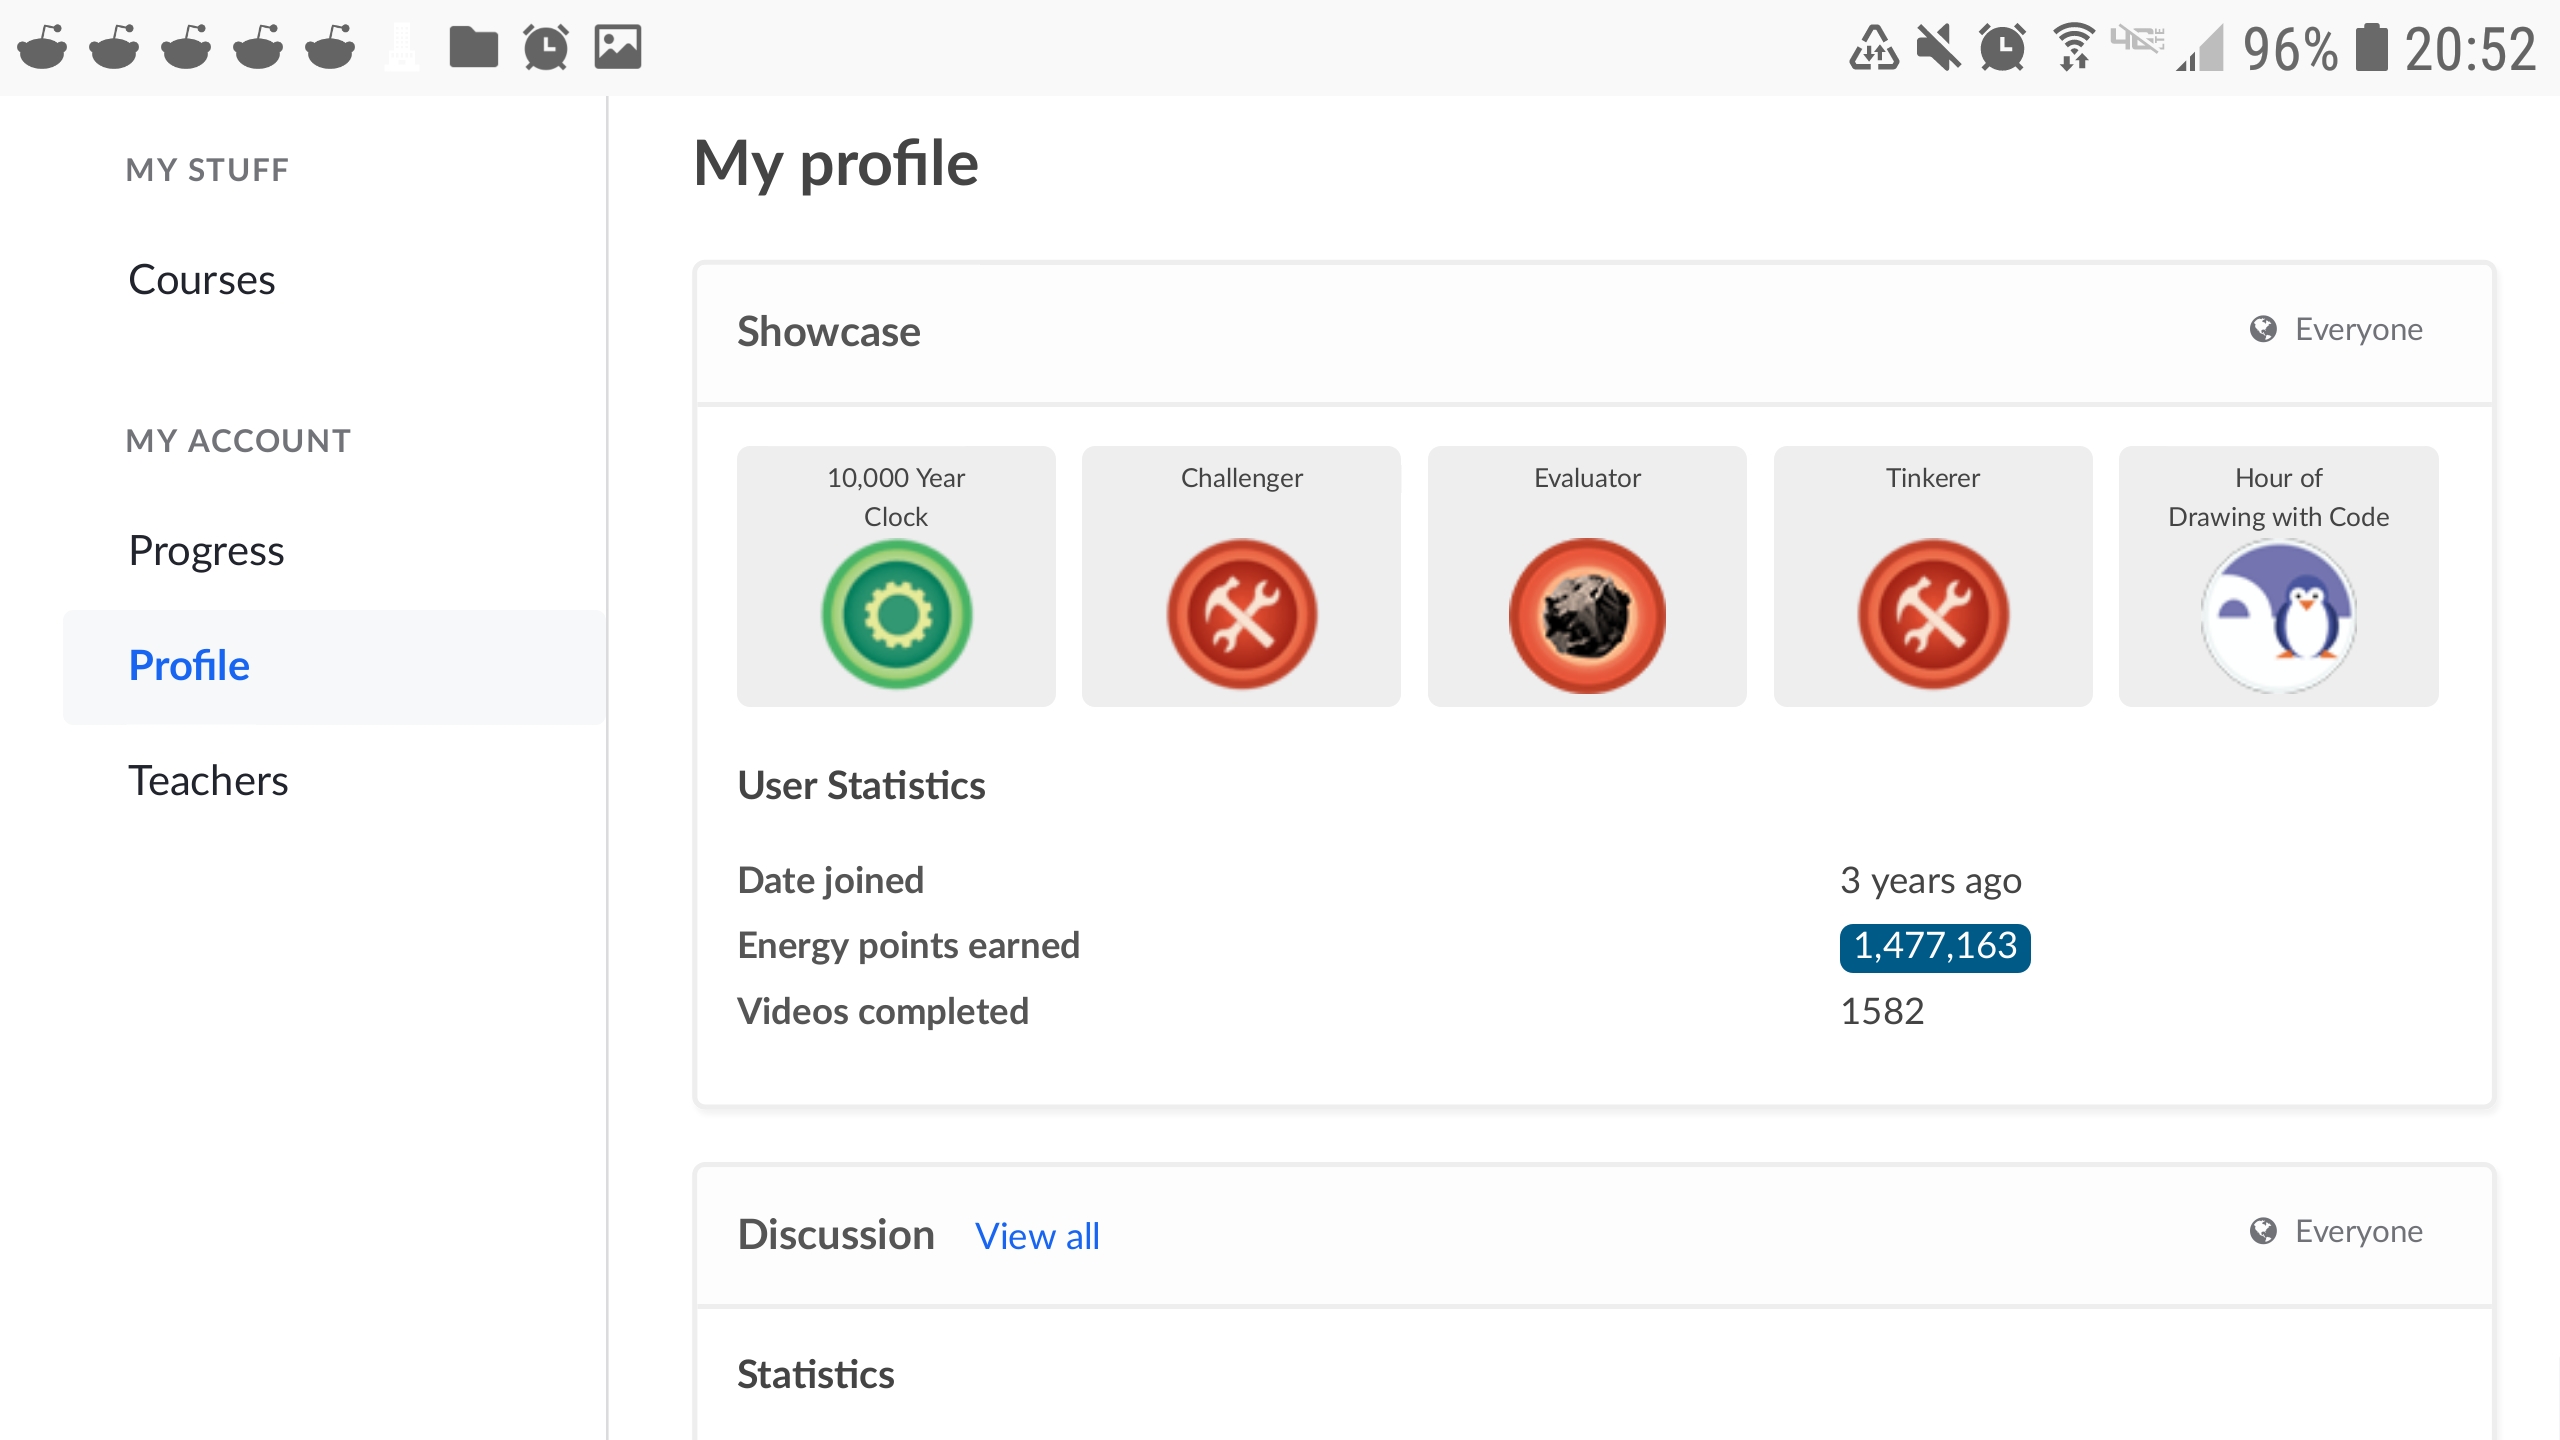 96% 20:52
MY STUFF
Courses
MY ACCOUNT
Progress
Profile
Teachers
My profile
Showcase
Everyone
10,000 Year
Clock
Challenger
Evaluator
Tinkerer
Hour of
Drawing with Code
User Statistics
Date joined 3 years ago
Energy points earned 1,477,163
Videos completed 1582
Discussion View all
Everyone
Statistics